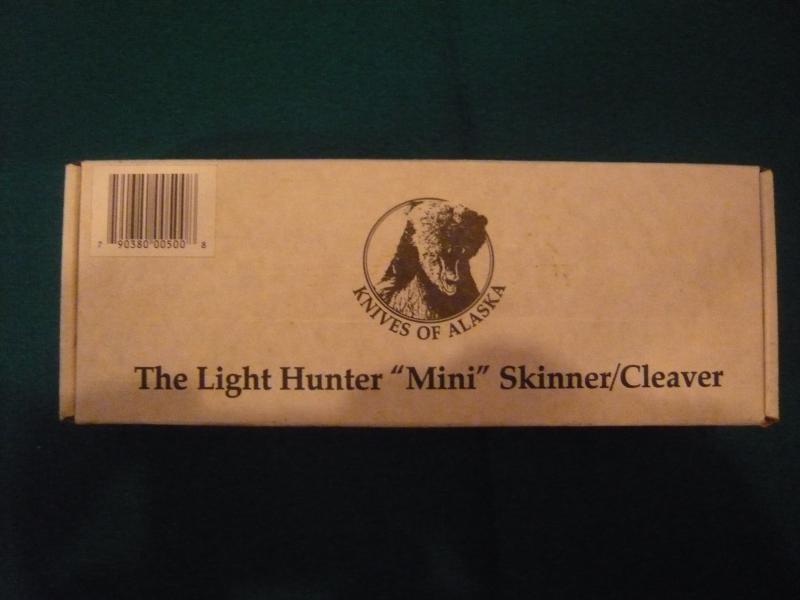 7 90380 00500 8
KNIVES OF ALASKA
The Light Hunter “Mini” Skinner/Cleaver